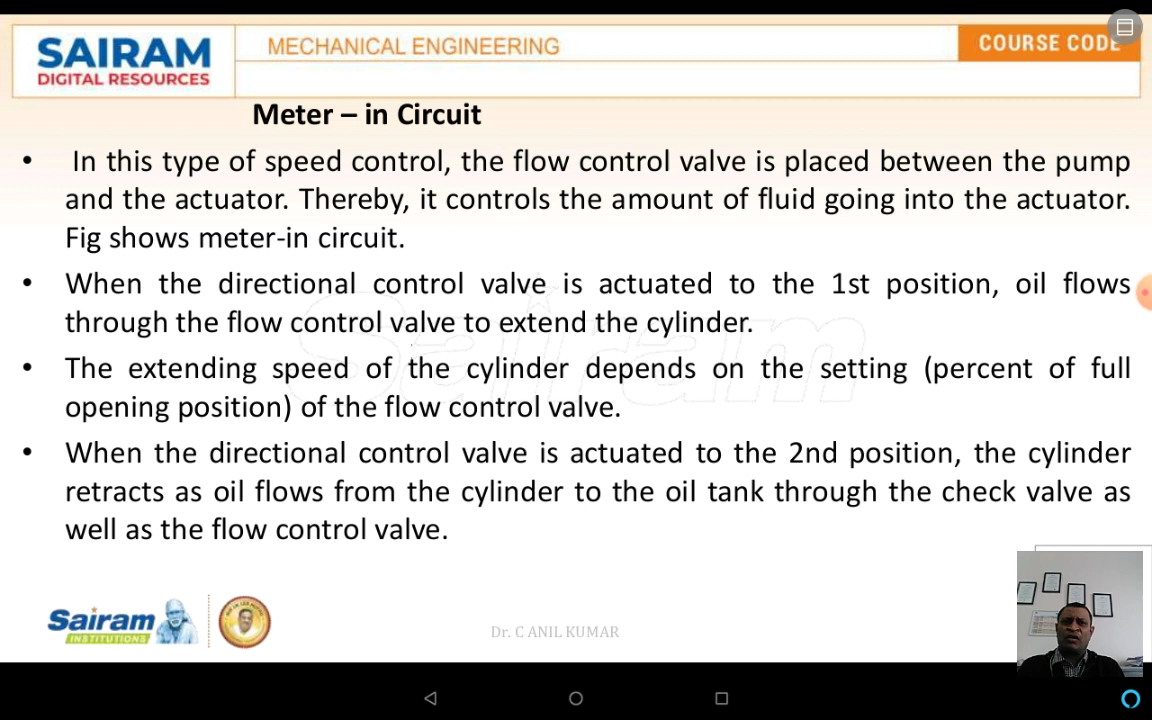 SAIRAM
DIGITAL RESOURCES
MECHANICAL ENGINEERING
COURSE CODE
Meter – in Circuit
• In this type of speed control, the flow control valve is placed between the pump
and the actuator. Thereby, it controls the amount of fluid going into the actuator.
Fig shows meter-in circuit.
• When the directional control valve is actuated to the 1st position, oil flows
through the flow control valve to extend the cylinder.
• The extending speed of the cylinder depends on the setting (percent of full
opening position) of the flow control valve.
• When the directional control valve is actuated to the 2nd position, the cylinder
retracts as oil flows from the cylinder to the oil tank through the check valve as
well as the flow control valve.
Sairam
Sairam
INSTITUTIONS
Dr. C ANIL KUMAR